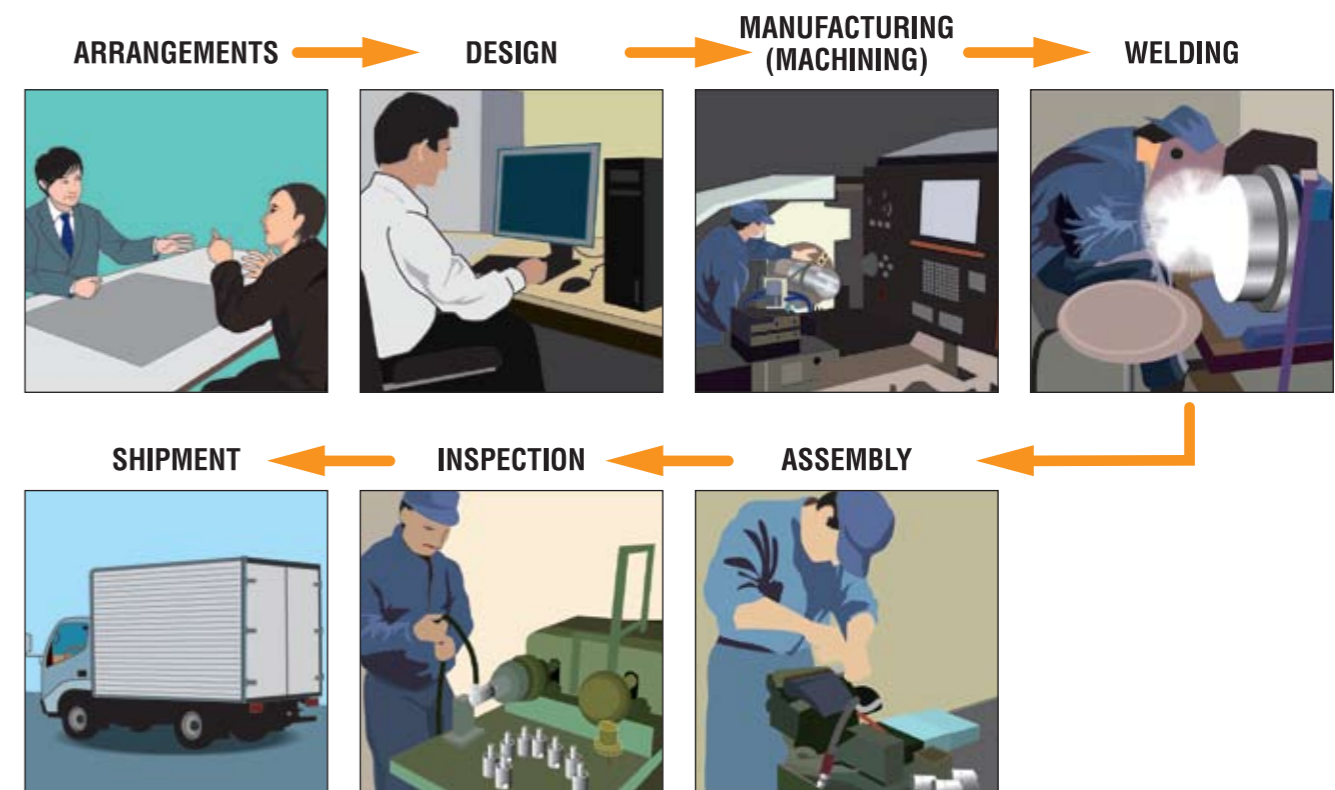 ARRANGEMENTS
DESIGN
MANUFACTURING
(MACHINING)
WELDING
SHIPMENT
INSPECTION
ASSEMBLY